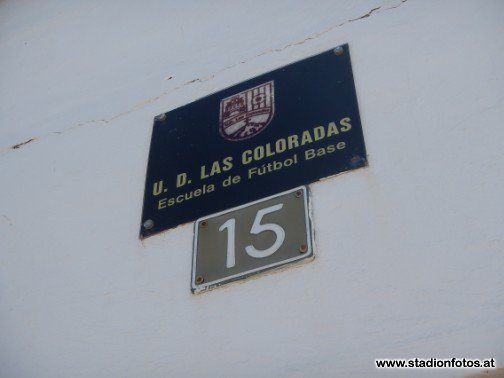 U. D. LAS COLORADAS
Escuela de Fútbol Base
15
www.stadionfotos.at